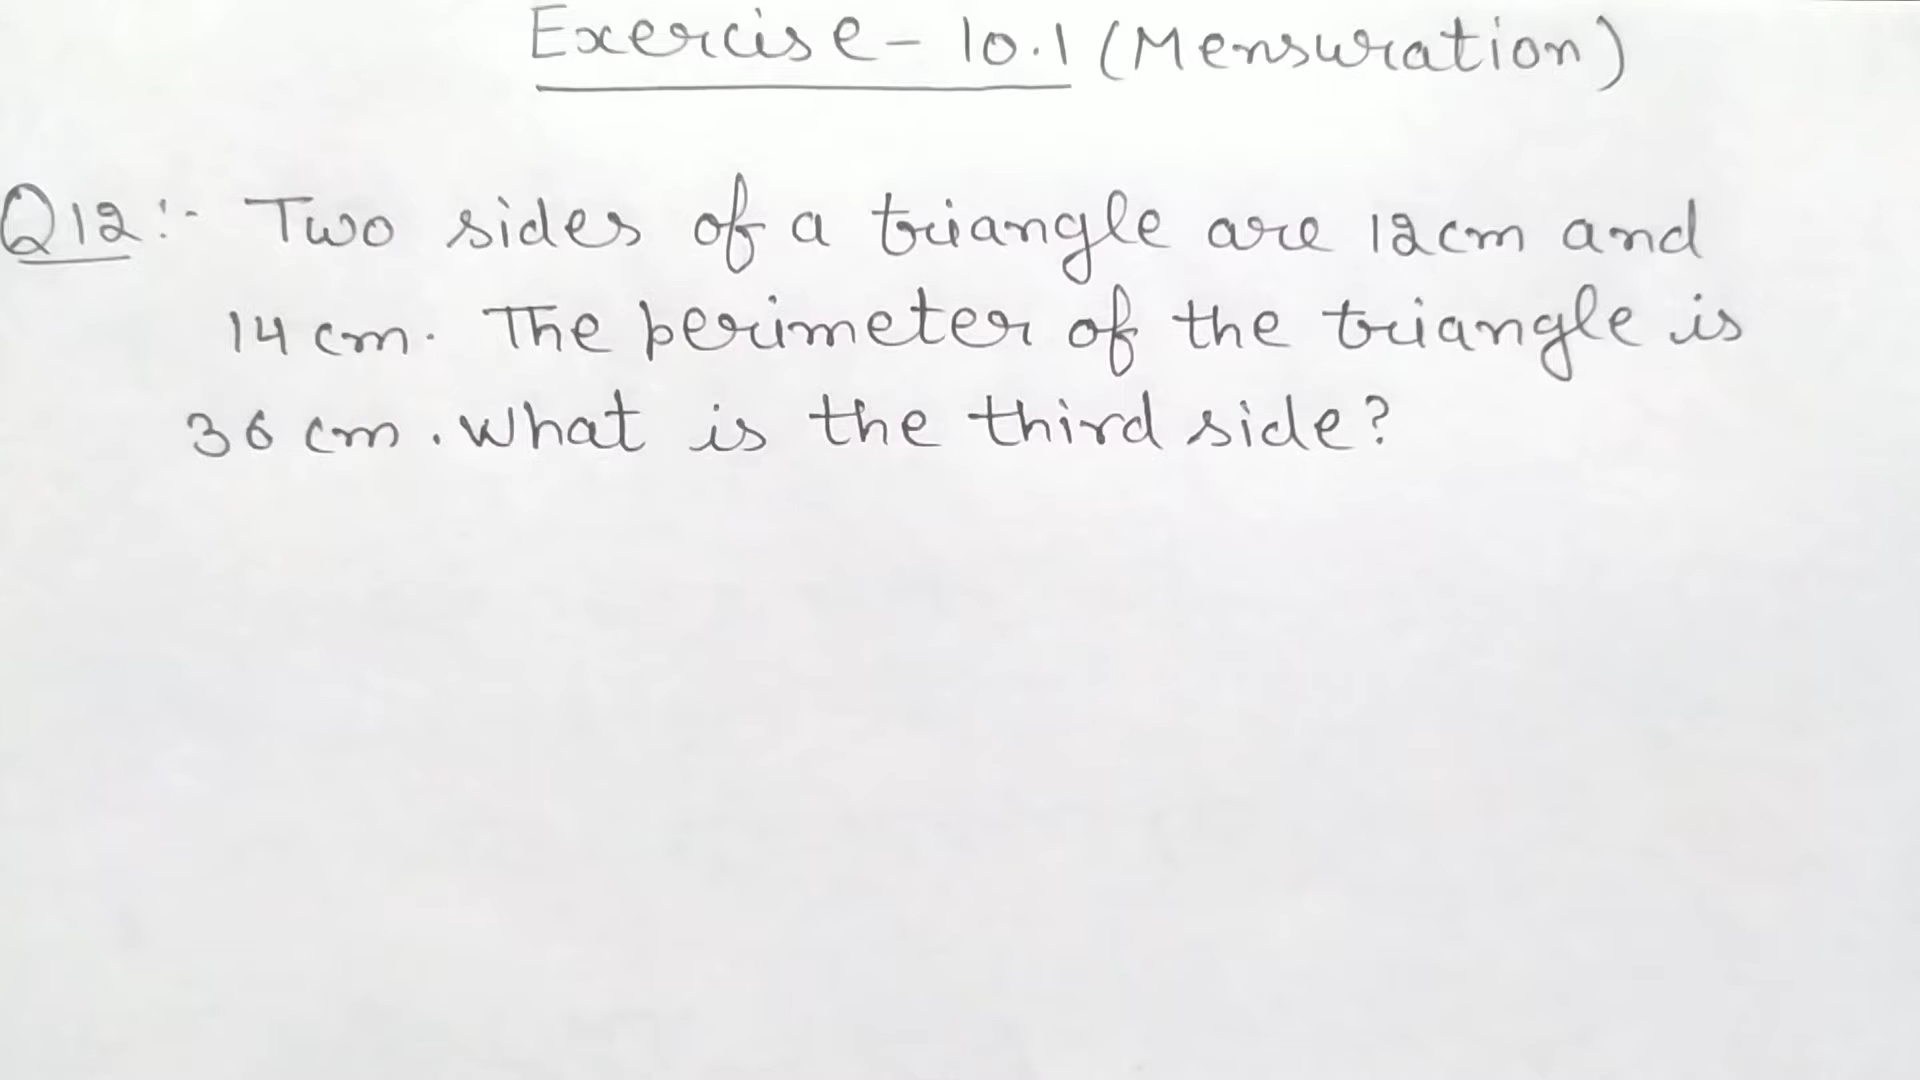 Exercise - 10.1 (Mensuration)
Q12:- Two sides of a triangle are 12cm and
14 cm. The perimeter of the triangle is
36 cm. What is the third side?